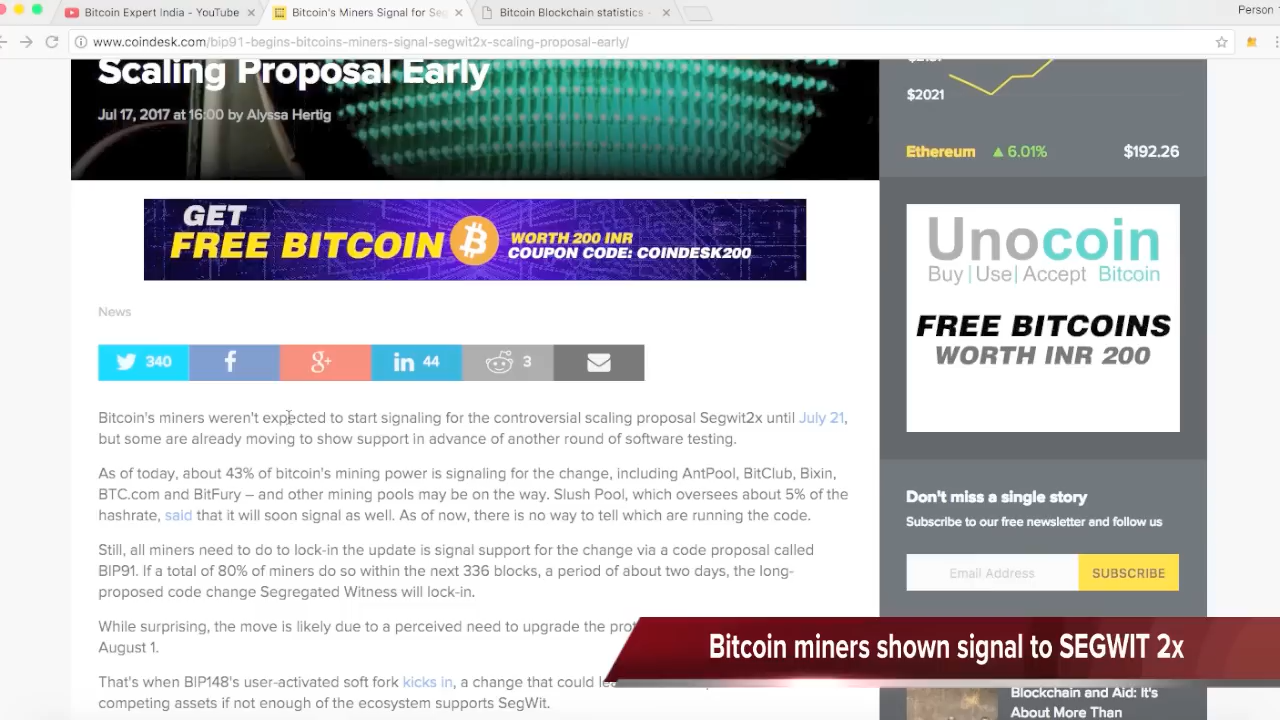 Bitcoin Expert India - YouTube
Bitcoin's Miners Signal for Seg
Bitcoin Blockchain statistics -
Person
www.coindesk.com/bip91-begins-bitcoins-miners-signal-segwit2x-scaling-proposal-early/
Scaling Proposal Early
Jul 17, 2017 at 16:00 by Alyssa Hertig
$2021
Ethereum ▲ 6.01% $192.26
GET
FREE BITCOIN
WORTH 200 INR
COUPON CODE: COINDESK200
Unocoin
Buy | Use | Accept Bitcoin
FREE BITCOINS
WORTH INR 200
News
340
44
3
Bitcoin's miners weren't expected to start signaling for the controversial scaling proposal Segwit2x until July 21,
but some are already moving to show support in advance of another round of software testing.
As of today, about 43% of bitcoin's mining power is signaling for the change, including AntPool, BitClub, Bixin,
BTC.com and BitFury – and other mining pools may be on the way. Slush Pool, which oversees about 5% of the
hashrate, said that it will soon signal as well. As of now, there is no way to tell which are running the code.
Still, all miners need to do to lock-in the update is signal support for the change via a code proposal called
BIP91. If a total of 80% of miners do so within the next 336 blocks, a period of about two days, the long-
proposed code change Segregated Witness will lock-in.
While surprising, the move is likely due to a perceived need to upgrade the
August 1.
That's when BIP148's user-activated soft fork kicks in, a change that could
competing assets if not enough of the ecosystem supports SegWit.
Don't miss a single story
Subscribe to our free newsletter and follow us
Email Address
SUBSCRIBE
Bitcoin miners shown signal to SEGWIT 2x
Blockchain and Aid: It's
About More Than